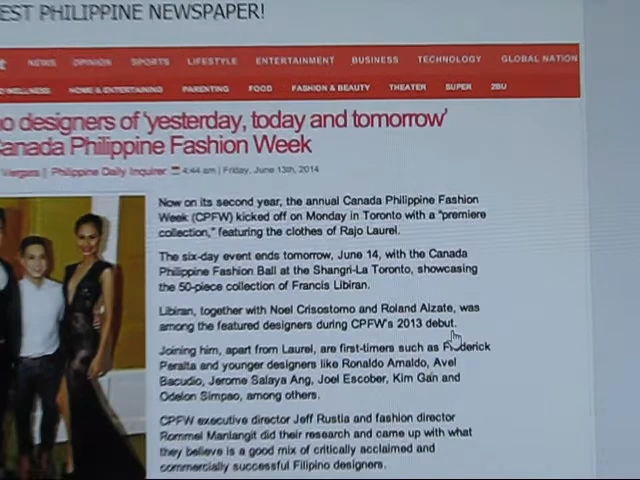 EST PHILIPPINE NEWSPAPER!
NEWS OPINION SPORTS LIFESTYLE ENTERTAINMENT BUSINESS TECHNOLOGY GLOBAL NATION
HOME & ENTERTAINING PARENTING FOOD FASHION & BEAUTY THEATER SUPER 2BU
no designers of 'yesterday, today and tomorrow'
Canada Philippine Fashion Week
Vergara || Philippine Daily Inquirer 4:44 am | Friday, June 13th, 2014
Now on its second year, the annual Canada Philippine Fashion
Week (CPFW) kicked off on Monday in Toronto with a "premiere
collection," featuring the clothes of Rajo Laurel.
The six-day event ends tomorrow, June 14, with the Canada
Philippine Fashion Ball at the Shangri-La Toronto, showcasing
the 50-piece collection of Francis Libiran.
Libiran, together with Noel Crisostomo and Roland Alzate, was
among the featured designers during CPFW's 2013 debut.
Joining him, apart from Laurel, are first-timers such as Frederick
Peralta and younger designers like Ronaldo Arnaldo, Avel
Bacudio, Jerome Salaya Ang, Joel Escober, Kim Gan and
Odelon Simpao, among others.
CPFW executive director Jeff Rustia and fashion director
Rommel Manlangit did their research and came up with what
they believe is a good mix of critically acclaimed and
commercially successful Filipino designers.